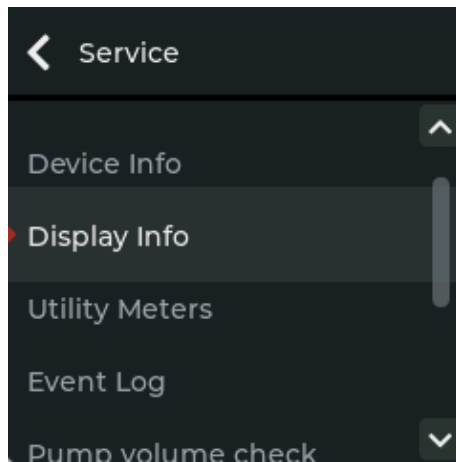 Service
Device Info
Display Info
Utility Meters
Event Log
Pump volume check